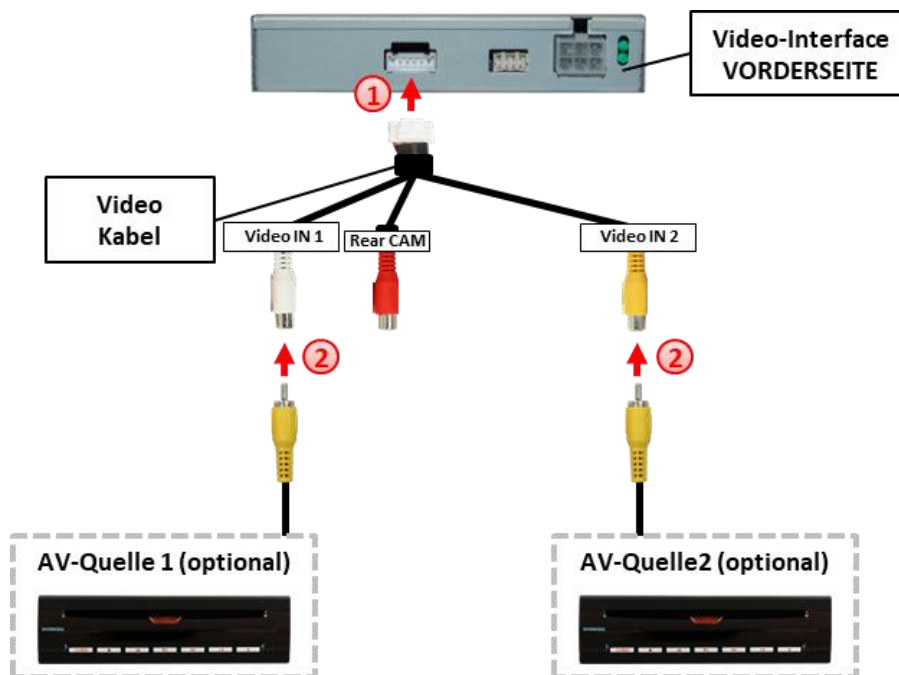 Video-Interface
VORDERSEITE
1
Video
Kabel
Video IN 1
Rear CAM
Video IN 2
2
2
AV-Quelle 1 (optional)
AV-Quelle2 (optional)